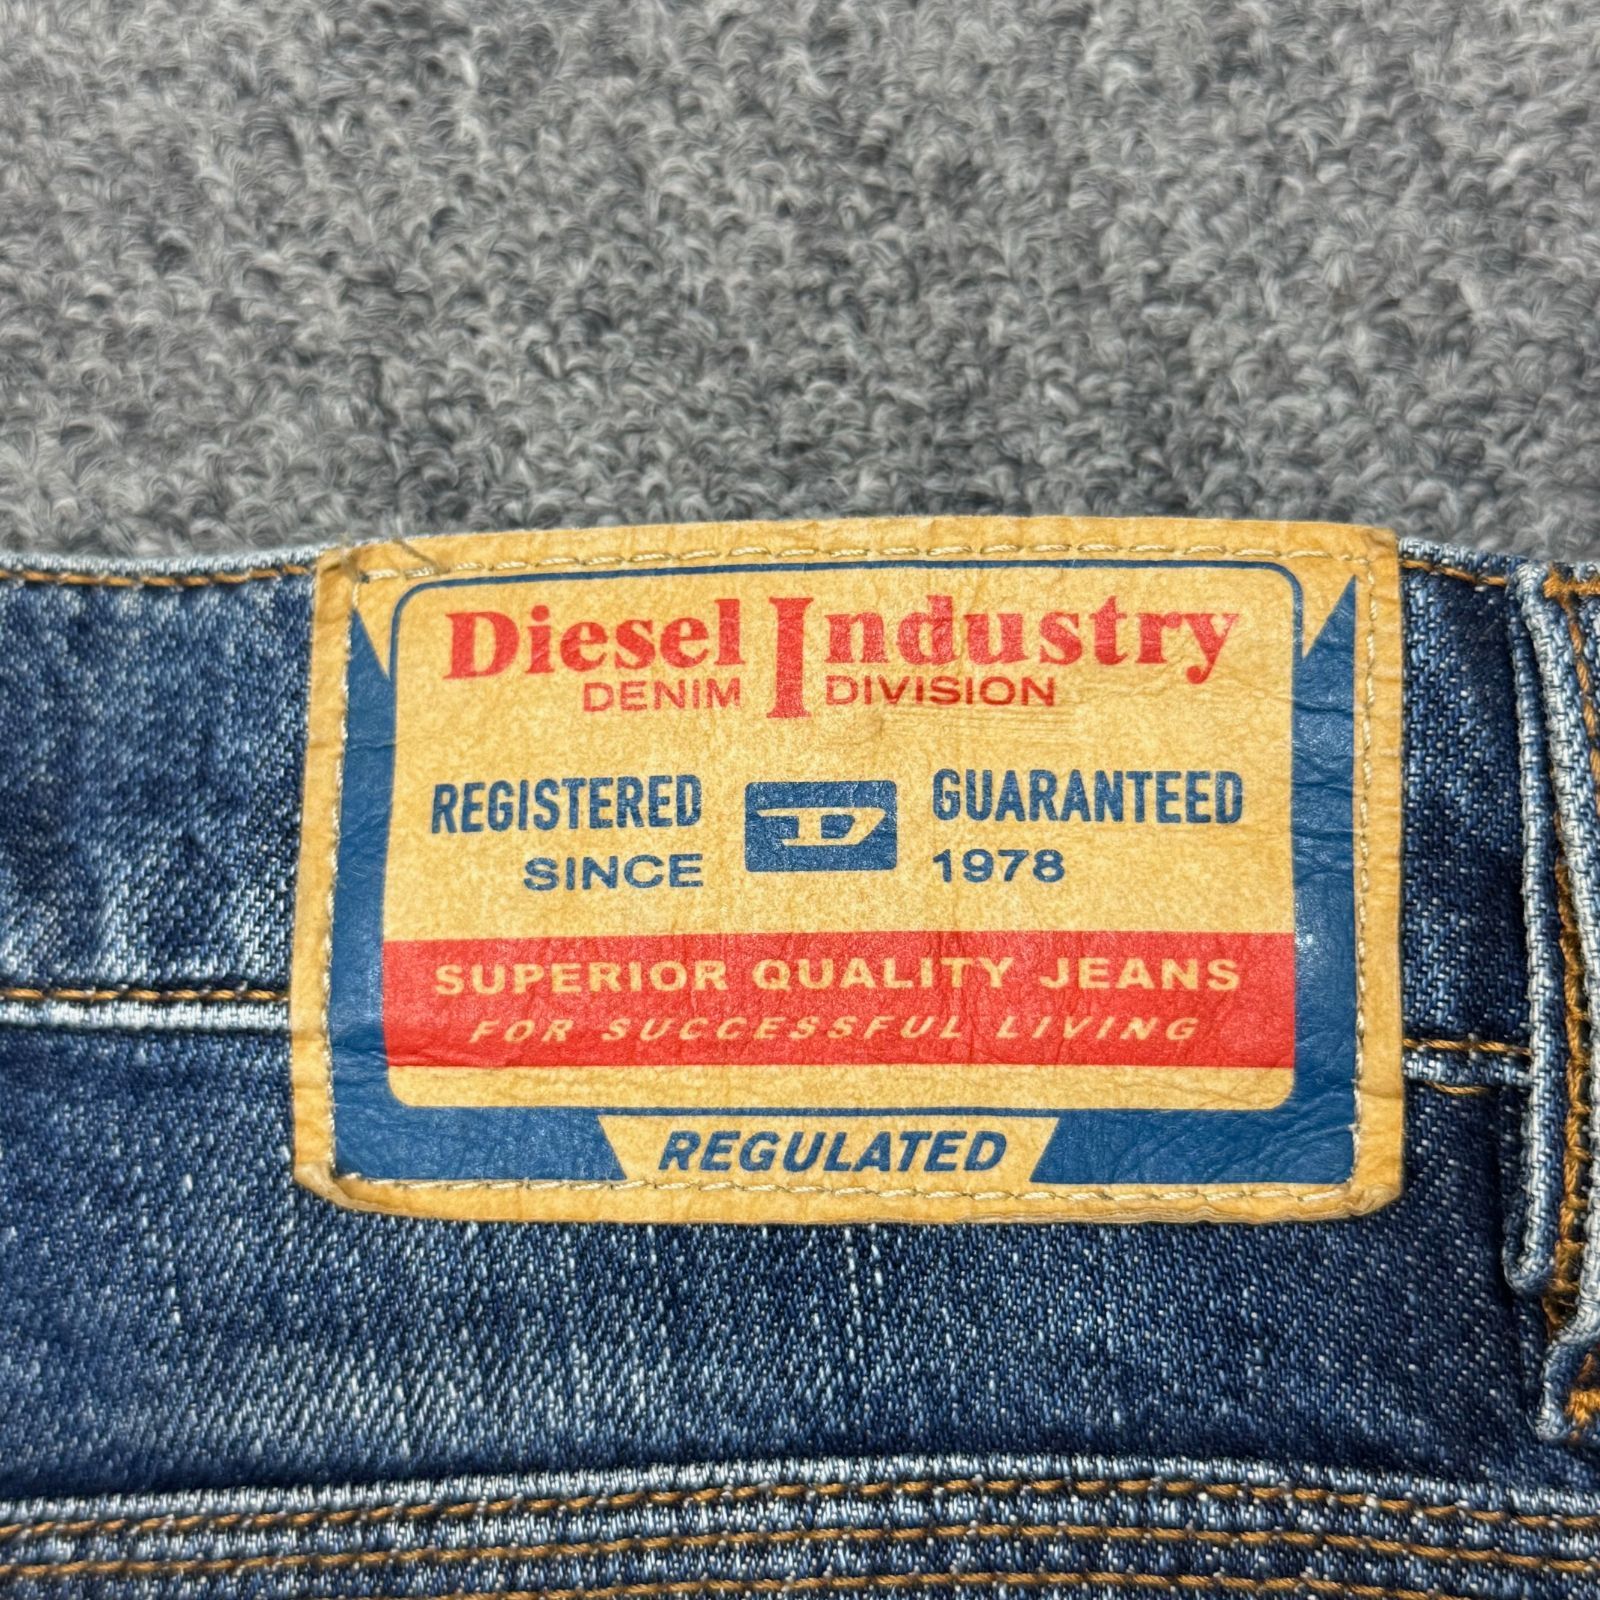 Diesel Industry
DENIM DIVISION
REGISTERED D GUARANTEED
SINCE 1978
SUPERIOR QUALITY JEANS
FOR SUCCESSFUL LIVING
REGULATED